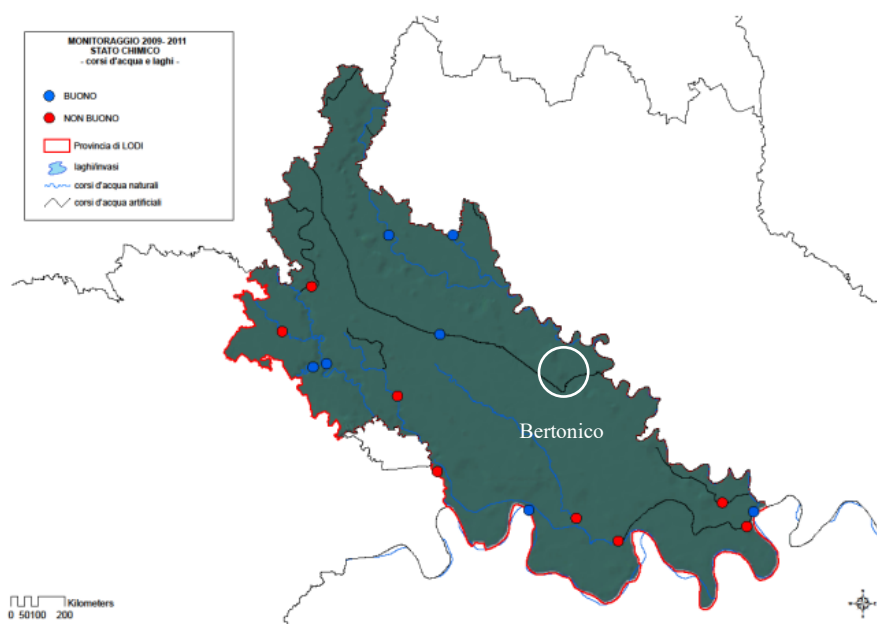 MONITORAGGIO 2009- 2011
STATO CHIMICO
- corsi d'acqua e laghi -
BUONO
NON BUONO
Provincia di LODI
laghi/invasi
corsi d'acqua naturali
corsi d'acqua artificiali
Bertonico
Kilometers
0 50100 200